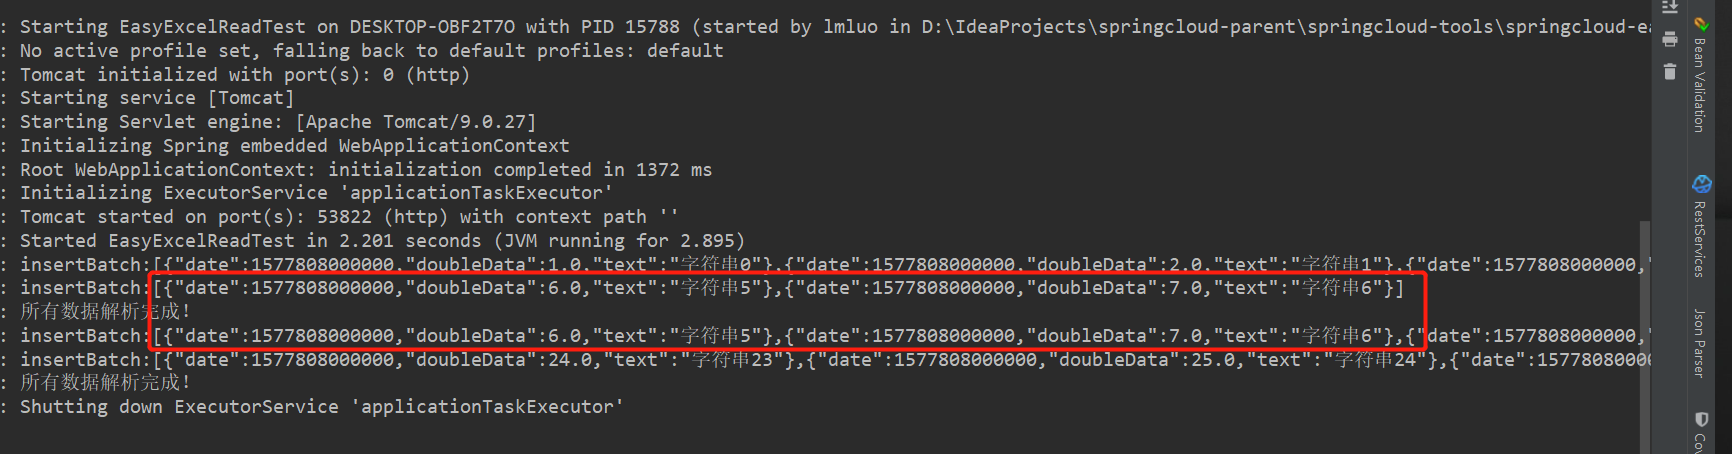 : Starting EasyExcelReadTest on DESKTOP-OBF2T7O with PID 15788 (started by lmluo in D:\IdeaProjects\springcloud-parent\springcloud-tools\springcloud-ea
: No active profile set, falling back to default profiles: default
: Tomcat initialized with port(s): 0 (http)
: Starting service [Tomcat]
: Starting Servlet engine: [Apache Tomcat/9.0.27]
: Initializing Spring embedded WebApplicationContext
: Root WebApplicationContext: initialization completed in 1372 ms
: Initializing ExecutorService 'applicationTaskExecutor'
: Tomcat started on port(s): 53822 (http) with context path ''
: Started EasyExcelReadTest in 2.201 seconds (JVM running for 2.895)
: insertBatch:[{"date":1577808000000,"doubleData":1.0,"text":"字符串0"},{"date":1577808000000,"doubleData":2.0,"text":"字符串1"},{"date":1577808000000,"
: insertBatch:[{"date":1577808000000,"doubleData":6.0,"text":"字符串5"},{"date":1577808000000,"doubleData":7.0,"text":"字符串6"}]
: 所有数据解析完成!
: insertBatch:[{"date":1577808000000,"doubleData":6.0,"text":"字符串5"},{"date":1577808000000,"doubleData":7.0,"text":"字符串6"},{"date":1577808000000,"
: insertBatch:[{"date":1577808000000,"doubleData":24.0,"text":"字符串23"},{"date":1577808000000,"doubleData":25.0,"text":"字符串24"},{"date":15778080000
: 所有数据解析完成!
: Shutting down ExecutorService 'applicationTaskExecutor'
Bean Validation
RestServices
Json Parser
Cov